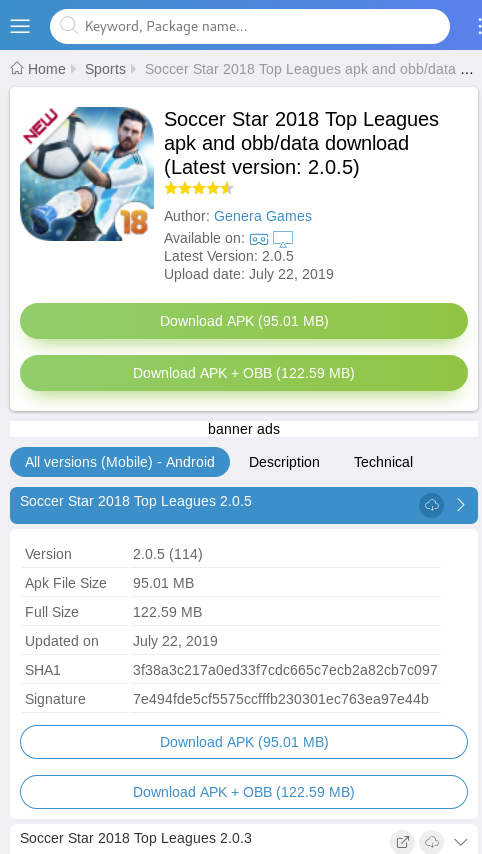 Keyword, Package name...
Home Sports Soccer Star 2018 Top Leagues apk and obb/data ...
NEW
18
Soccer Star 2018 Top Leagues
apk and obb/data download
(Latest version: 2.0.5)
Author: Genera Games
Available on:
Latest Version: 2.0.5
Upload date: July 22, 2019
Download APK (95.01 MB)
Download APK + OBB (122.59 MB)
banner ads
All versions (Mobile) - Android Description Technical
Soccer Star 2018 Top Leagues 2.0.5
Version 2.0.5 (114)
Apk File Size 95.01 MB
Full Size 122.59 MB
Updated on July 22, 2019
SHA1 3f38a3c217a0ed33f7cdc665c7ecb2a82cb7c097
Signature 7e494fde5cf5575ccfffb230301ec763ea97e44b
Download APK (95.01 MB)
Download APK + OBB (122.59 MB)
Soccer Star 2018 Top Leagues 2.0.3